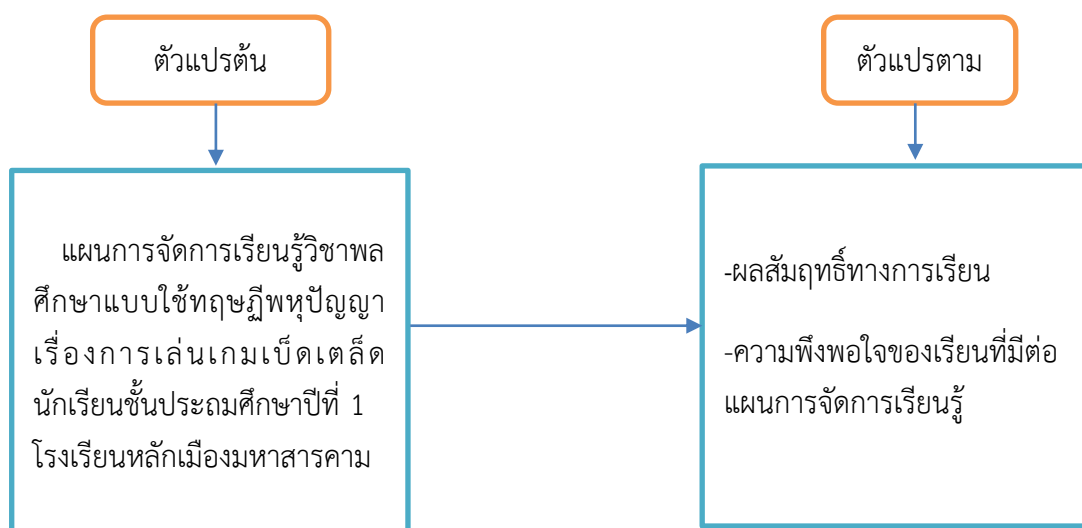 ตัวแปรต้น
ตัวแปรตาม
แผนการจัดการเรียนรู้วิชาพล
ศึกษาแบบใช้ทฤษฎีพหุปัญญา
เรื่องการเล่นเกมเบ็ดเตล็ด
นักเรียนชั้นประถมศึกษาปีที่ 1
โรงเรียนหลักเมืองมหาสารคาม
-ผลสัมฤทธิ์ทางการเรียน
-ความพึงพอใจของเรียนที่มีต่อ
แผนการจัดการเรียนรู้